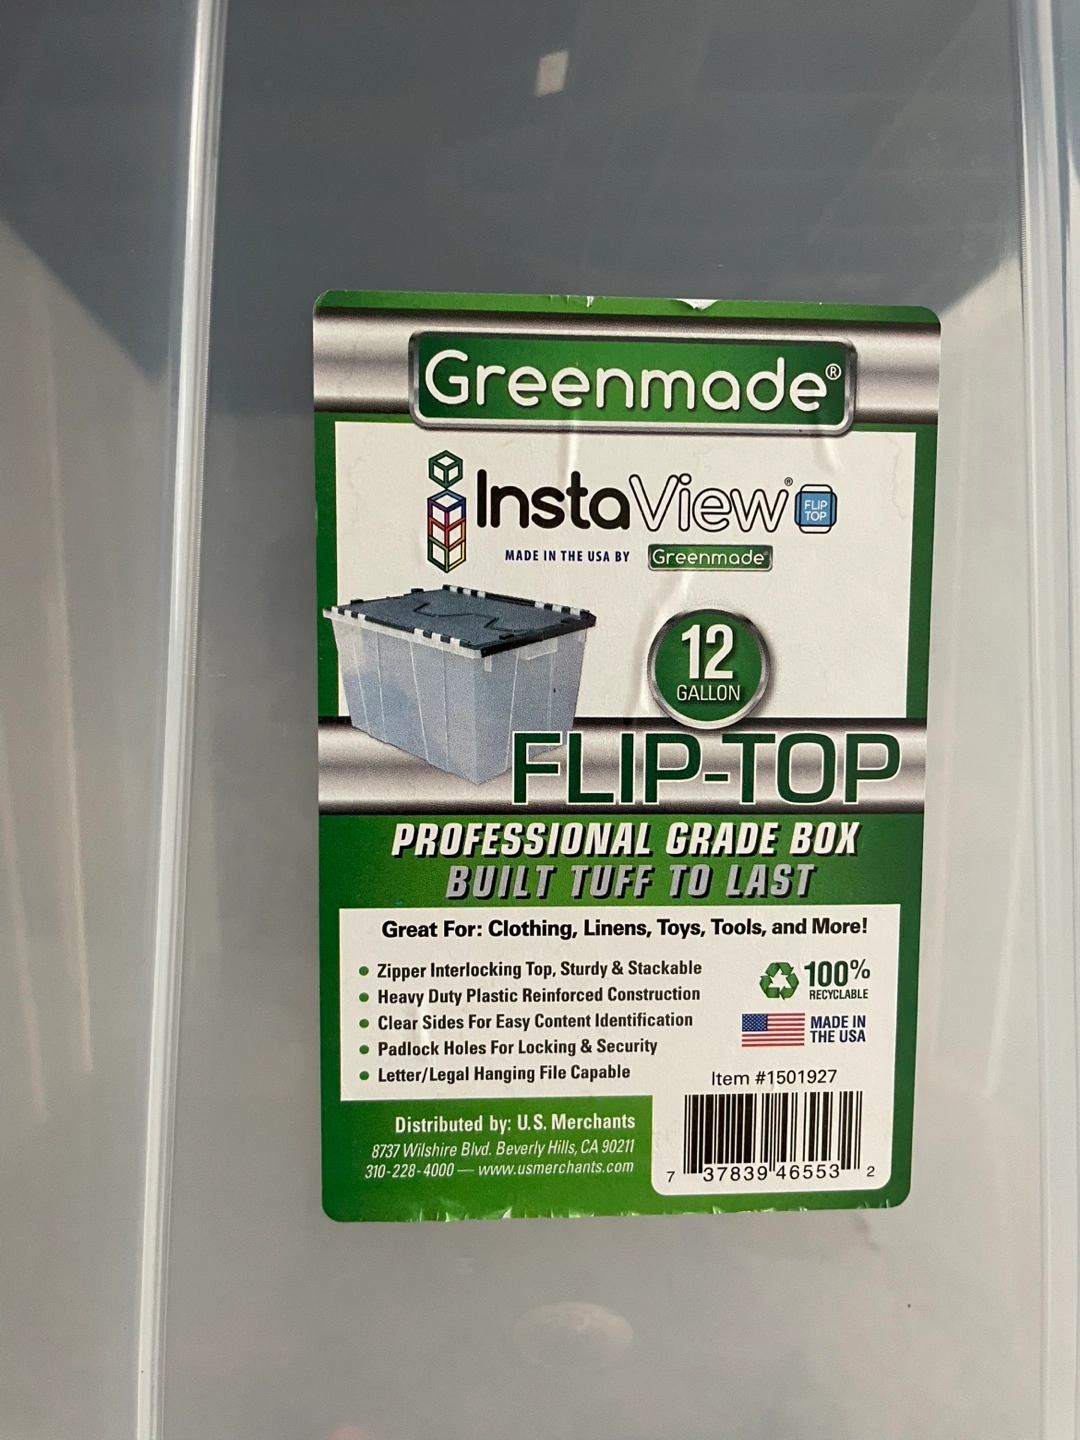 Greenmade®
InstaView®
FLIP
TOP
MADE IN THE USA BY Greenmade®
12
GALLON
FLIP-TOP
PROFESSIONAL GRADE BOX
BUILT TUFF TO LAST
Great For: Clothing, Linens, Toys, Tools, and More!
• Zipper Interlocking Top, Sturdy & Stackable
• Heavy Duty Plastic Reinforced Construction
• Clear Sides For Easy Content Identification
• Padlock Holes For Locking & Security
• Letter/Legal Hanging File Capable
100%
RECYCLABLE
MADE IN
THE USA
Item #1501927
Distributed by: U.S. Merchants
8737 Wilshire Blvd. Beverly Hills, CA 90211
310-228-4000 — www.usmerchants.com
7 37839 46553 2